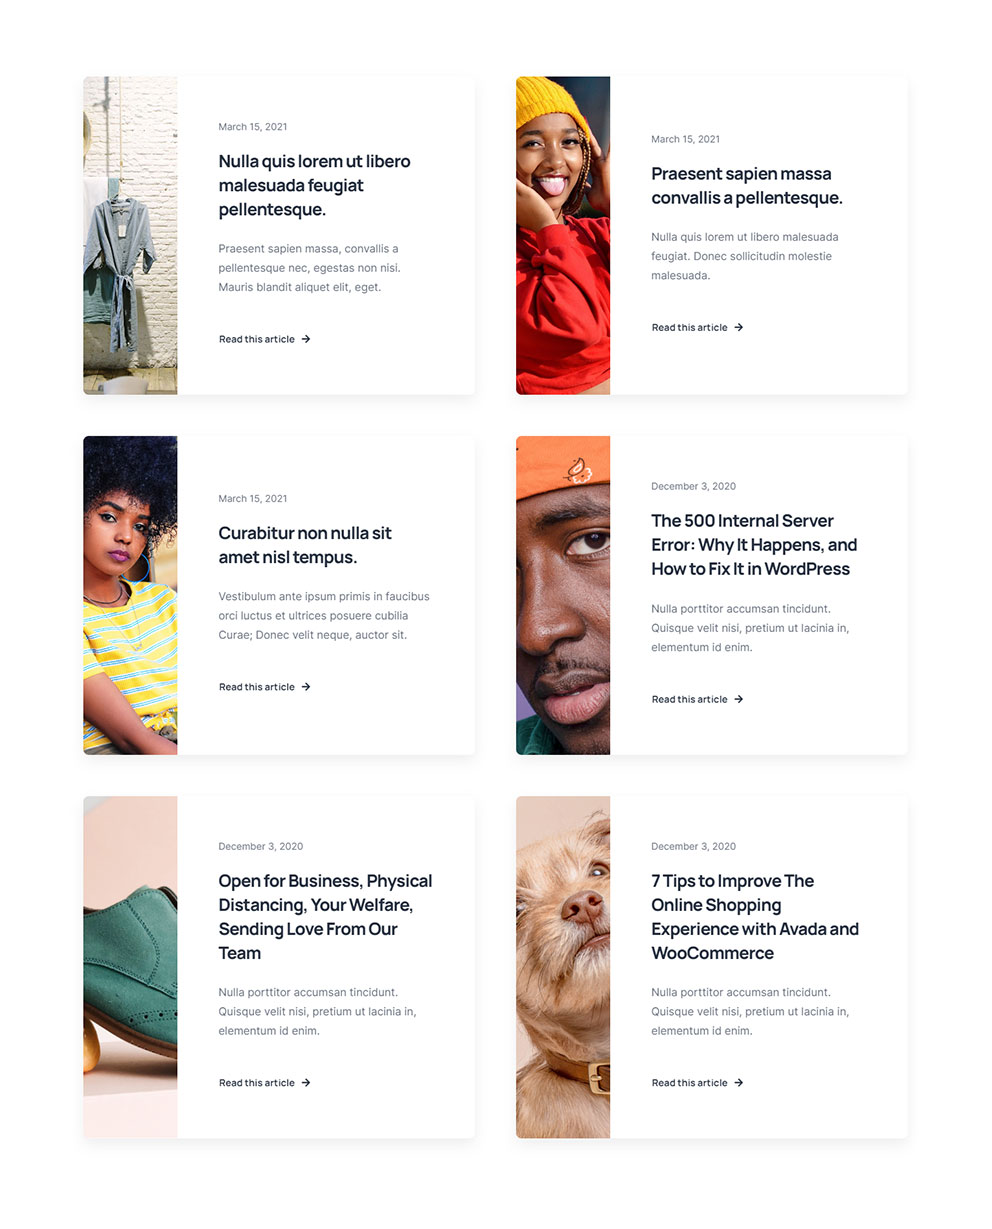 March 15, 2021
Nulla quis lorem ut libero
malesuada feugiat
pellentesque.
Praesent sapien massa, convallis a
pellentesque nec, egestas non nisi.
Mauris blandit aliquet elit, eget.
Read this article →
March 15, 2021
Praesent sapien massa
convallis a pellentesque.
Nulla quis lorem ut libero malesuada
feugiat. Donec sollicitudin molestie
malesuada.
Read this article →
March 15, 2021
Curabitur non nulla sit
amet nisl tempus.
Vestibulum ante ipsum primis in faucibus
orci luctus et ultrices posuere cubilia
Curae; Donec velit neque, auctor sit.
Read this article →
December 3, 2020
The 500 Internal Server
Error: Why It Happens, and
How to Fix It in WordPress
Nulla porttitor accumsan tincidunt.
Quisque velit nisi, pretium ut lacinia in,
elementum id enim.
Read this article →
December 3, 2020
Open for Business, Physical
Distancing, Your Welfare,
Sending Love From Our
Team
Nulla porttitor accumsan tincidunt.
Quisque velit nisi, pretium ut lacinia in,
elementum id enim.
Read this article →
December 3, 2020
7 Tips to Improve The
Online Shopping
Experience with Avada and
WooCommerce
Nulla porttitor accumsan tincidunt.
Quisque velit nisi, pretium ut lacinia in,
elementum id enim.
Read this article →